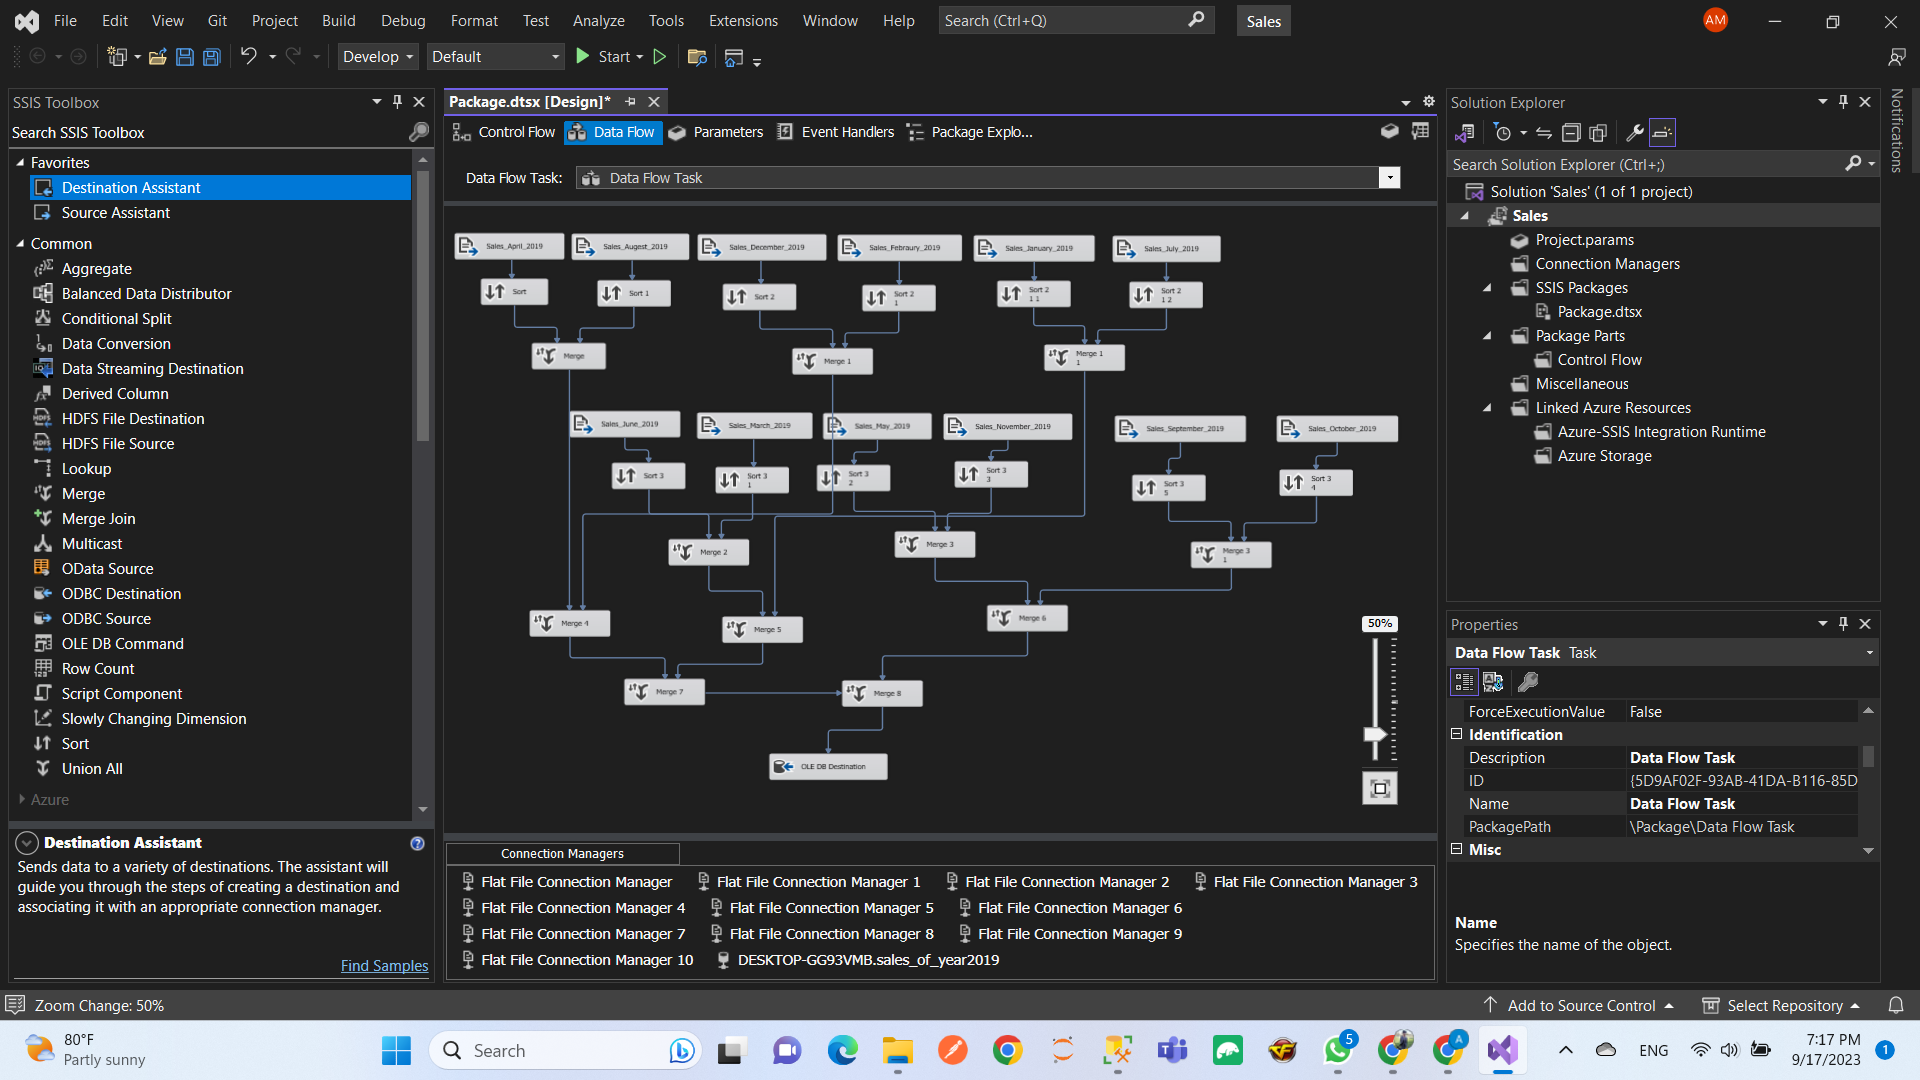 File Edit View Git Project Build Debug Format Test Analyze Tools Extensions Window Help Search (Ctrl+Q) Sales AM
Develop Default Start
SSIS Toolbox
Search SSIS Toolbox
Favorites
Destination Assistant
Source Assistant
Common
Aggregate
Balanced Data Distributor
Conditional Split
Data Conversion
Data Streaming Destination
Derived Column
HDFS File Destination
HDFS File Source
Lookup
Merge
Merge Join
Multicast
OData Source
ODBC Destination
ODBC Source
OLE DB Command
Row Count
Script Component
Slowly Changing Dimension
Sort
Union All
Azure
Destination Assistant
Sends data to a variety of destinations. The assistant will
guide you through the steps of creating a destination and
associating it with an appropriate connection manager.
Find Samples
Package.dtsx [Design]*
Control Flow Data Flow Parameters Event Handlers Package Explo...
Data Flow Task: Data Flow Task
Sales_April_2019 Sales_Augest_2019 Sales_December_2019 Sales_Febraury_2019 Sales_January_2019 Sales_July_2019
Sort Sort 1 Sort 2 Sort 2 1 Sort 2 1 1 Sort 2 1 2
Merge Merge 1 Merge 1 1
Sales_June_2019 Sales_March_2019 Sales_May_2019 Sales_November_2019 Sales_September_2019 Sales_October_2019
Sort 3 Sort 3 1 Sort 3 2 Sort 3 3 Sort 3 5 Sort 3 4
Merge 2 Merge 3 Merge 3 1
Merge 4 Merge 5 Merge 6
Merge 7 Merge 8
OLE DB Destination
50%
Connection Managers
Flat File Connection Manager Flat File Connection Manager 1 Flat File Connection Manager 2 Flat File Connection Manager 3
Flat File Connection Manager 4 Flat File Connection Manager 5 Flat File Connection Manager 6
Flat File Connection Manager 7 Flat File Connection Manager 8 Flat File Connection Manager 9
Flat File Connection Manager 10 DESKTOP-GG93VMB.sales_of_year2019
Solution Explorer
Search Solution Explorer (Ctrl+;)
Solution 'Sales' (1 of 1 project)
Sales
Project.params
Connection Managers
SSIS Packages
Package.dtsx
Package Parts
Control Flow
Miscellaneous
Linked Azure Resources
Azure-SSIS Integration Runtime
Azure Storage
Notifications
Properties
Data Flow Task Task
ForceExecutionValue False
Identification
Description Data Flow Task
ID {5D9AF02F-93AB-41DA-B116-85D
Name Data Flow Task
PackagePath \Package\Data Flow Task
Misc
Name
Specifies the name of the object.
Zoom Change: 50% Add to Source Control Select Repository
80°F
Partly sunny
Search
5
A
ENG
7:17 PM
9/17/2023
1